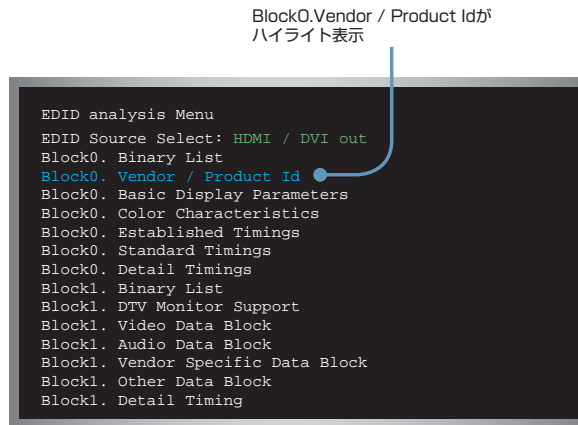 Block0.Vendor / Product Idが
ハイライト表示
EDID analysis Menu
EDID Source Select: HDMI / DVI out
Block0. Binary List
Block0. Vendor / Product Id
Block0. Basic Display Parameters
Block0. Color Characteristics
Block0. Established Timings
Block0. Standard Timings
Block0. Detail Timings
Block1. Binary List
Block1. DTV Monitor Support
Block1. Video Data Block
Block1. Audio Data Block
Block1. Vendor Specific Data Block
Block1. Other Data Block
Block1. Detail Timing